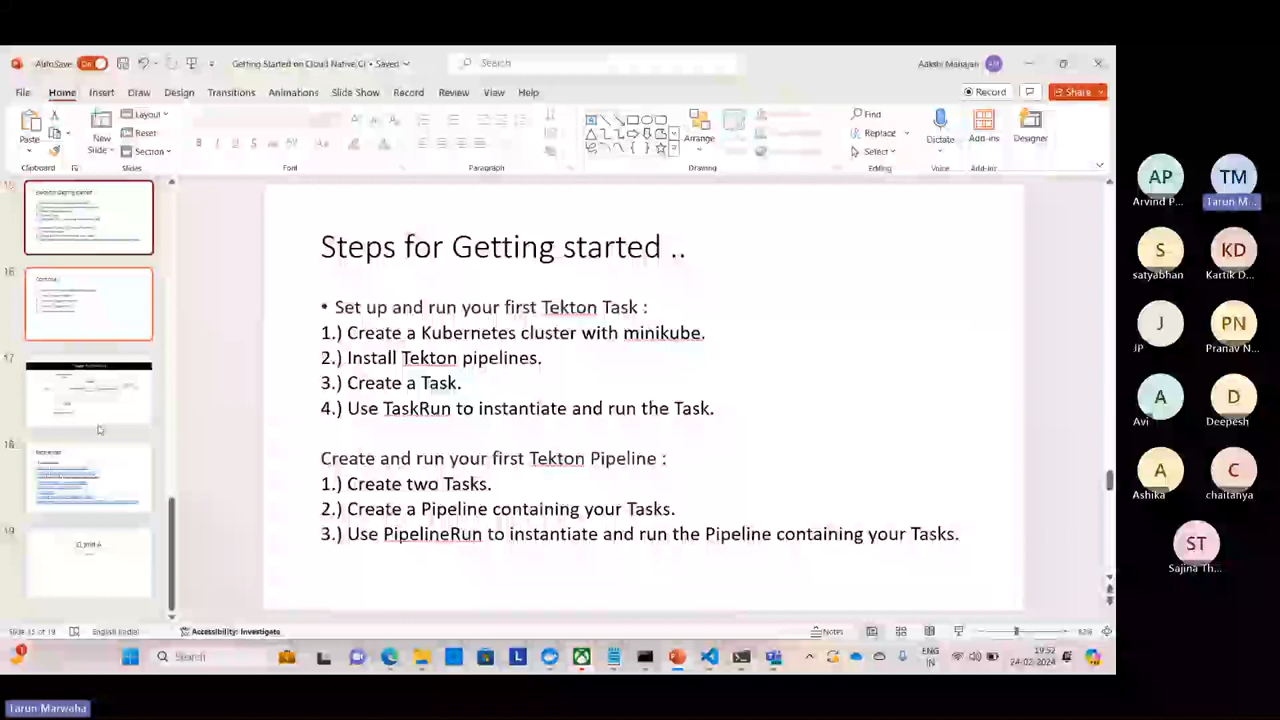 AutoSave On Getting Started on Cloud Native CI • Saved Search Aakshi Mahajan AM
File Home Insert Draw Design Transitions Animations Slide Show Record Review View Help Record Share
Paste New Slide Layout Reset Section Arrange Find Replace Select Dictate Add-ins Designer
Clipboard Slides Font Paragraph Drawing Editing Voice Add-ins
16
17
19
Steps for Getting started ..
• Set up and run your first Tekton Task :
1.) Create a Kubernetes cluster with minikube.
2.) Install Tekton pipelines.
3.) Create a Task.
4.) Use TaskRun to instantiate and run the Task.
Create and run your first Tekton Pipeline :
1.) Create two Tasks.
2.) Create a Pipeline containing your Tasks.
3.) Use PipelineRun to instantiate and run the Pipeline containing your Tasks.
English (India) Accessibility: Investigate Notes 82%
Search ENG IN 19:52 24-02-2024
AP TM
Arvind P... Tarun M...
S KD
satyabhan Kartik D...
J PN
JP Pranav N...
A D
Avi Deepesh
A C
Ashika chaitanya
ST
Sajina Th...
Tarun Marwaha